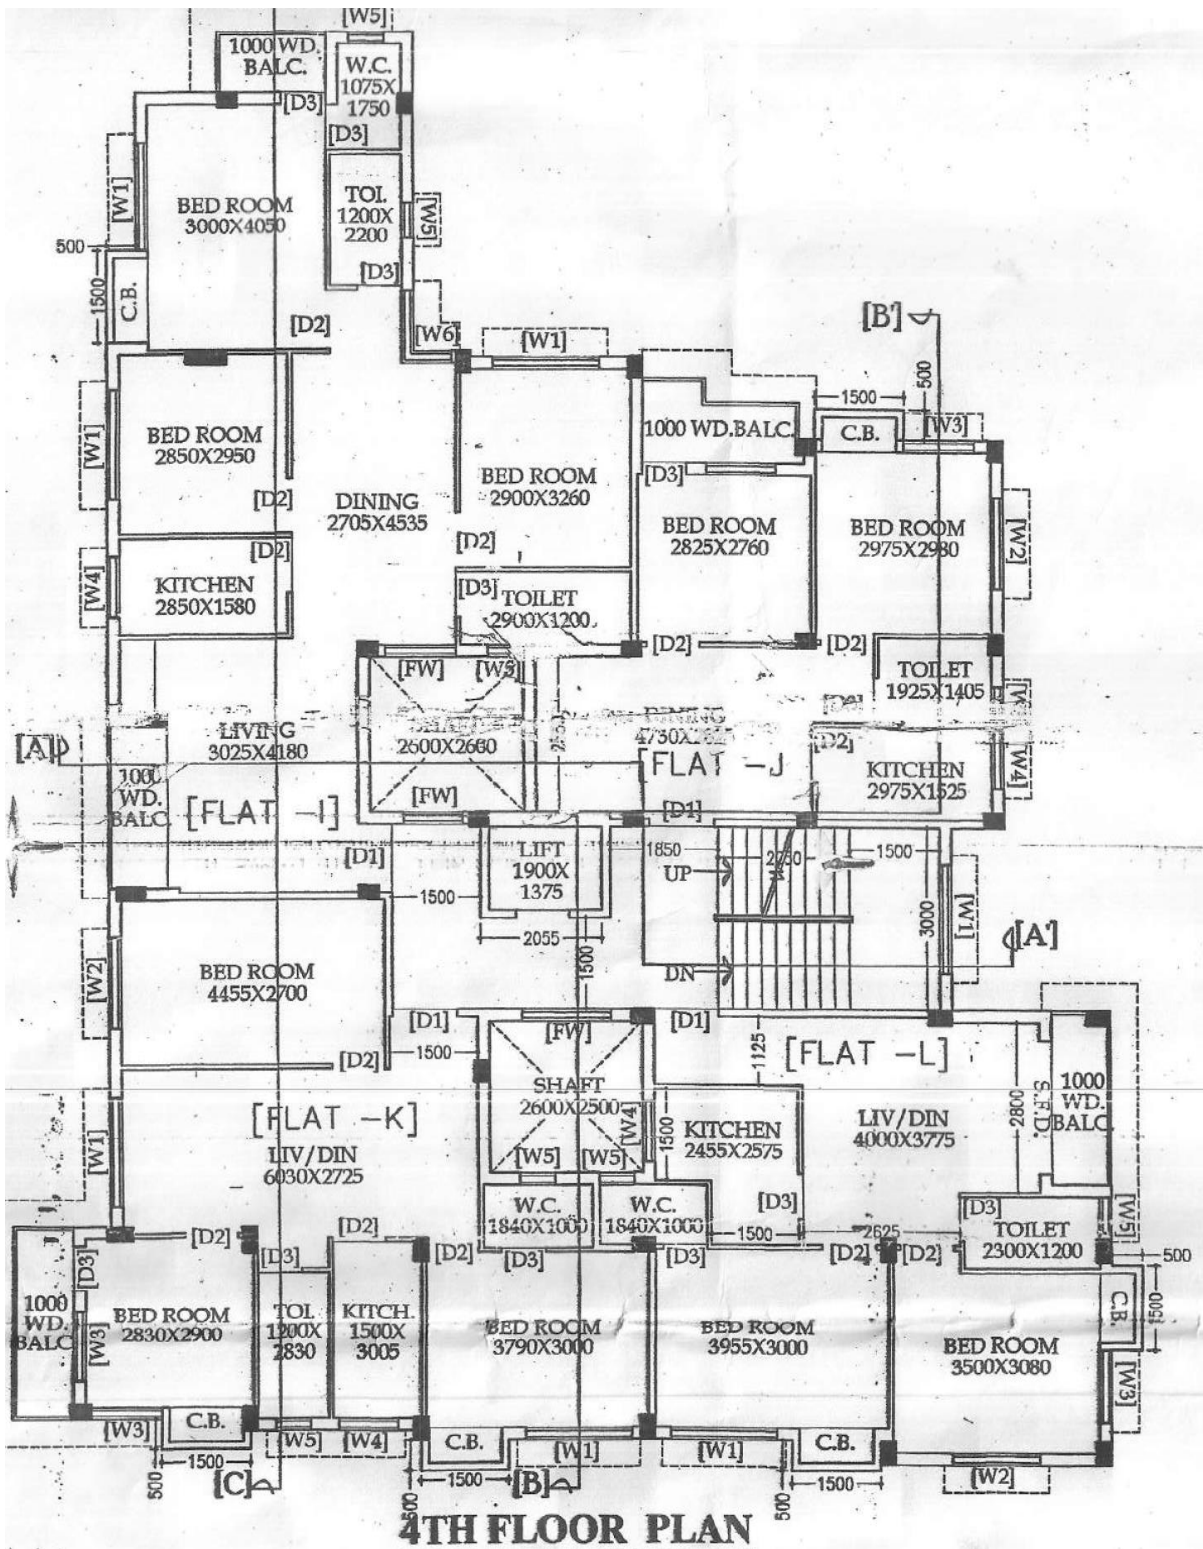 [W5]
1000 WD.
BALC.
W.C.
1075X
1750
[D3]
[D3]
[W1]
BED ROOM
3000X4050
TOI.
1200X
2200
[W5]
500
[D3]
1500
C.B.
[D2]
[W6]
[W1]
[B']
500
1500
[W1]
BED ROOM
2850X2950
1000 WD.BALC.
C.B.
[W3]
[D2]
DINING
2705X4535
BED ROOM
2900X3260
[D3]
BED ROOM
2825X2760
BED ROOM
2975X2980
[W2]
[D2]
[D2]
[W4]
KITCHEN
2850X1580
[D3]
TOILET
2900X1200
[D2]
[D2]
[FW]
[W5]
TOILET
1925X1405
LIVING
3025X4180
SHAFT
2600X2660
DINING
[D2]
[A]
[FLAT -J]
KITCHEN
2975X1525
[W4]
1000
WD.
BALC.
[FW]
[FLAT -I]
[D1]
[D1]
LIFT
1900X
1375
1850
1500
UP
1500
3000
[W1]
2055
1500
[A']
[W2]
BED ROOM
4455X2700
DN
[D1]
[FW]
[D1]
1500
[D2]
1125
[FLAT -L]
SHAFT
2600X2500
2800
S.F.D.
1000
WD.
BALC.
[W1]
[FLAT -K]
[W4]
1500
KITCHEN
2455X2575
LIV/DIN
4000X3775
LIV/DIN
6030X2725
[W5]
[W5]
W.C.
1840X1000
W.C.
1840X1000
[D3]
[D3]
TOILET
2300X1200
[W5]
[D2]
[D2]
1500
2625
[D3]
[D3]
[D2]
[D3]
[D3]
[D2]
[D2]
500
1000
WD.
BALC.
[W3]
BED ROOM
2830X2900
TOI.
1200X
2830
KITCH.
1500X
3005
BED ROOM
3790X3000
BED ROOM
3955X3000
C.B.
1500
BED ROOM
3500X3080
[W3]
[W3]
C.B.
[W5]
[W4]
C.B.
[W1]
[W1]
C.B.
1500
500
[C]
1500
500
[B]
1500
500
[W2]
4TH FLOOR PLAN